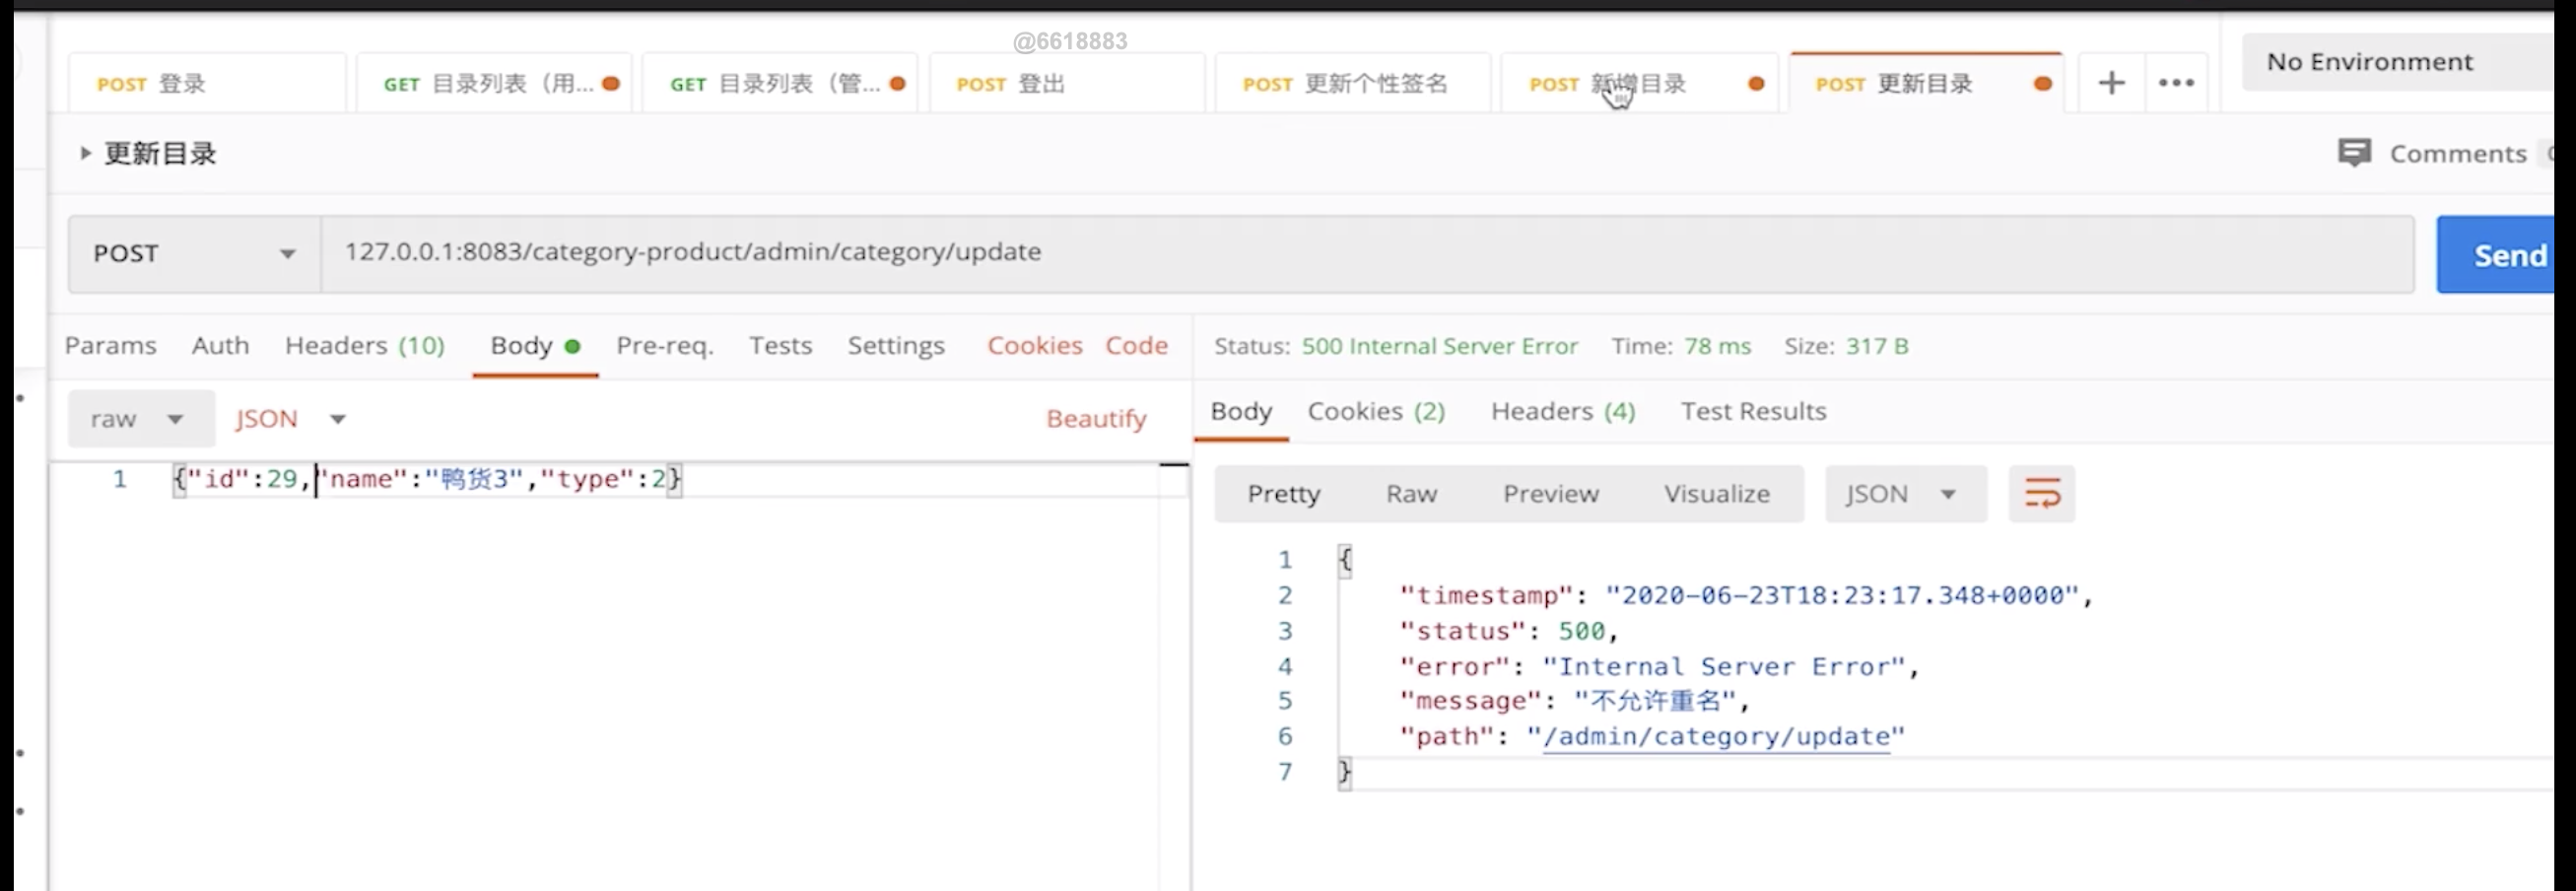 @6618883
POST 登录 GET 目录列表（用... GET 目录列表（管... POST 登出 POST 更新个性签名 POST 新增目录 POST 更新目录 + ••• No Environment
更新目录 Comments
POST 127.0.0.1:8083/category-product/admin/category/update Send
Params Auth Headers (10) Body Pre-req. Tests Settings Cookies Code
raw JSON Beautify
1 {"id":29,"name":"鸭货3","type":2}
Status: 500 Internal Server Error Time: 78 ms Size: 317 B
Body Cookies (2) Headers (4) Test Results
Pretty Raw Preview Visualize JSON
1 {
2 "timestamp": "2020-06-23T18:23:17.348+0000",
3 "status": 500,
4 "error": "Internal Server Error",
5 "message": "不允许重名",
6 "path": "/admin/category/update"
7 }